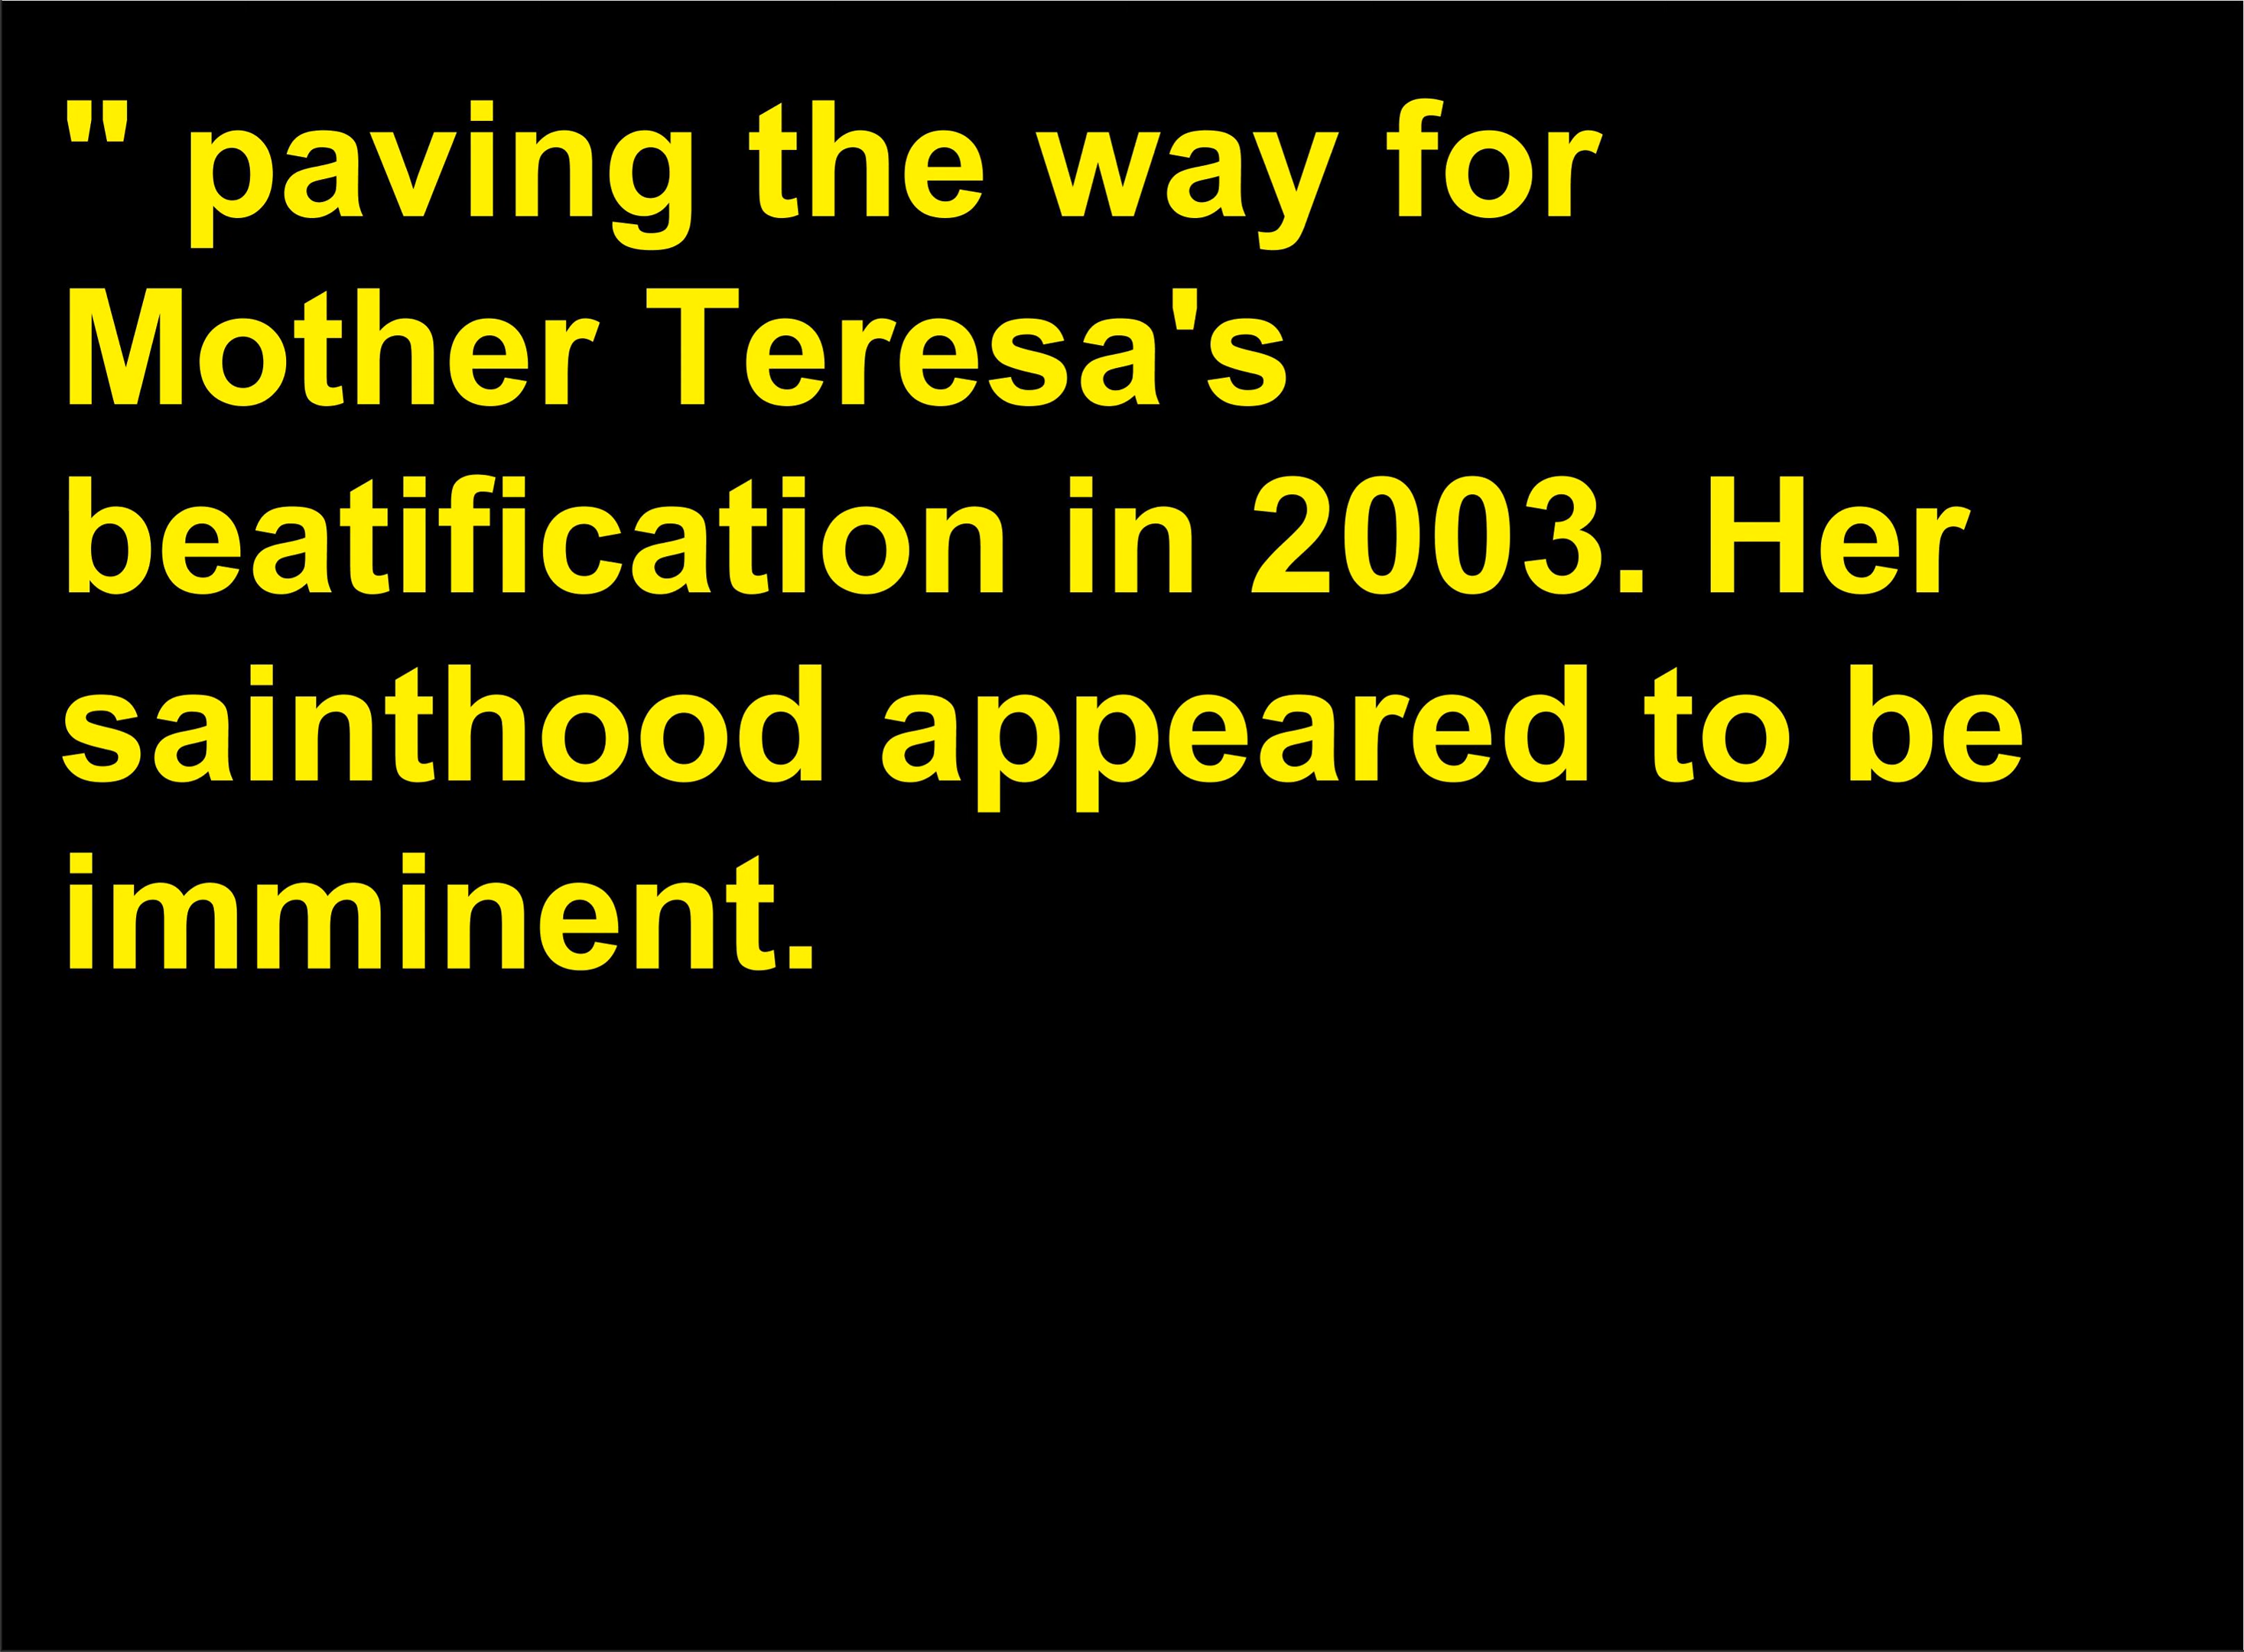 " paving the way for
Mother Teresa's
beatification in 2003. Her
sainthood appeared to be
imminent.